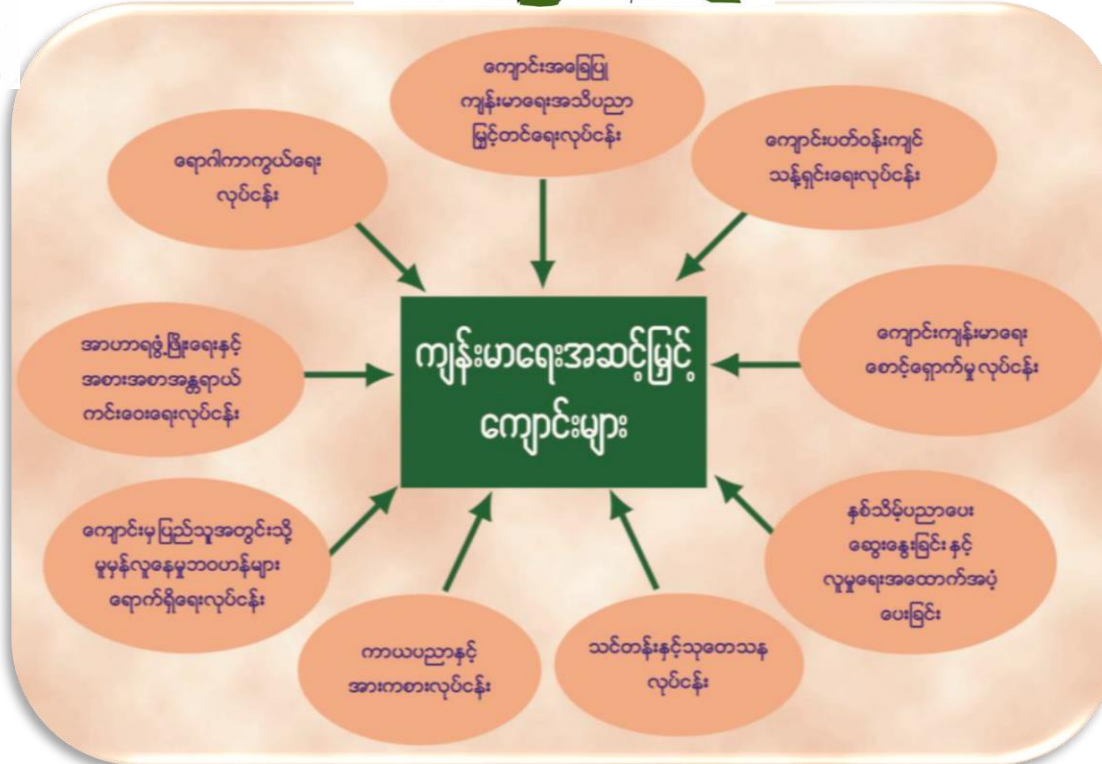 ကျောင်းအခြေပြု
ကျန်းမာရေးအသိပညာ
မြှင့်တင်ရေးလုပ်ငန်း
ကျောင်းပတ်ဝန်းကျင်
သန့်ရှင်းရေးလုပ်ငန်း
ရောဂါကာကွယ်ရေး
လုပ်ငန်း
ကျန်းမာရေးအဆင့်မြှင့်
ကျောင်းများ
ကျောင်းကျန်းမာရေး
စောင့်ရှောက်မှု လုပ်ငန်း
အာဟာရဖွံ့ဖြိုးရေးနှင့်
အစားအစာအန္တရာယ်
ကင်းဝေးရေးလုပ်ငန်း
နှစ်သိမ့်ပညာပေး
ဆွေးနွေးခြင်း နှင့်
လူမှုရေးအထောက်အပံ့
ပေးခြင်း
ကျောင်းမှပြည်သူအတွင်းသို့
မူမှန်လူနေမှုဘဝဟန်များ
ရောက်ရှိရေးလုပ်ငန်း
ကာယပညာနှင့်
အားကစားလုပ်ငန်း
သင်တန်းနှင့်သုတေသန
လုပ်ငန်း